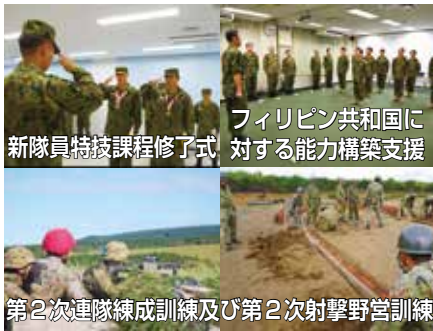 新隊員特技課程修了式
フィリピン共和国に
対する能力構築支援
第2次連隊練成訓練及び第2次射撃野営訓練